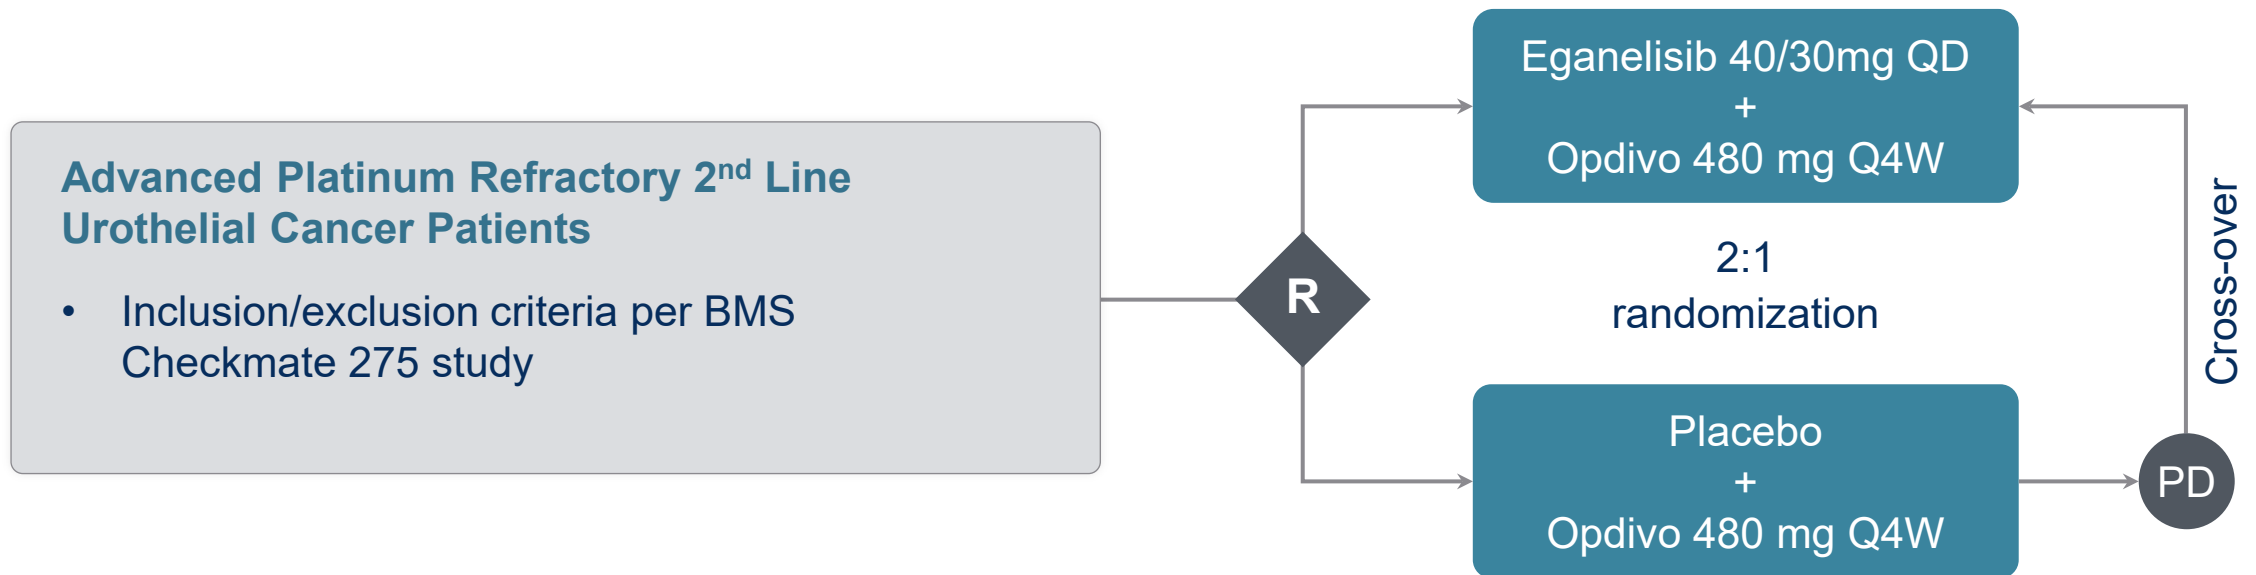 Advanced Platinum Refractory 2nd Line
Urothelial Cancer Patients
• Inclusion/exclusion criteria per BMS
Checkmate 275 study
R
Eganelisib 40/30mg QD
+
Opdivo 480 mg Q4W
2:1
randomization
Placebo
+
Opdivo 480 mg Q4W
PD
Cross-over